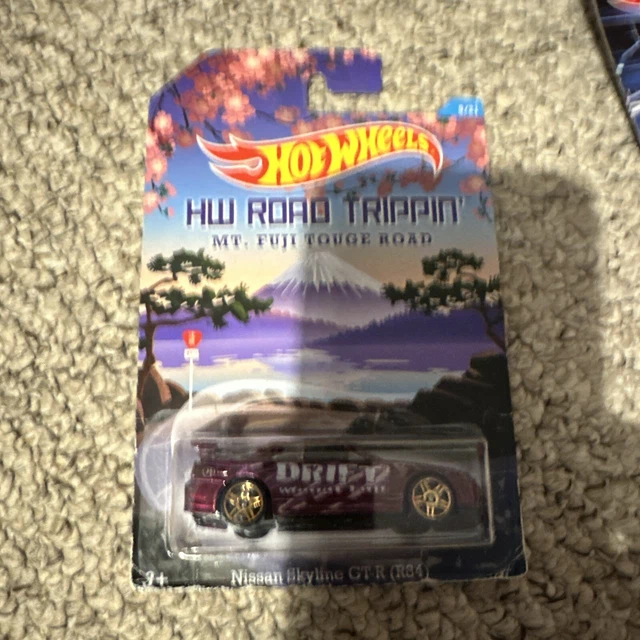 HOT WHEELS
HW ROAD TRIPPIN'
MT. FUJI TOUGE ROAD
DRIFT
Nissan Skyline GT-R (R34)